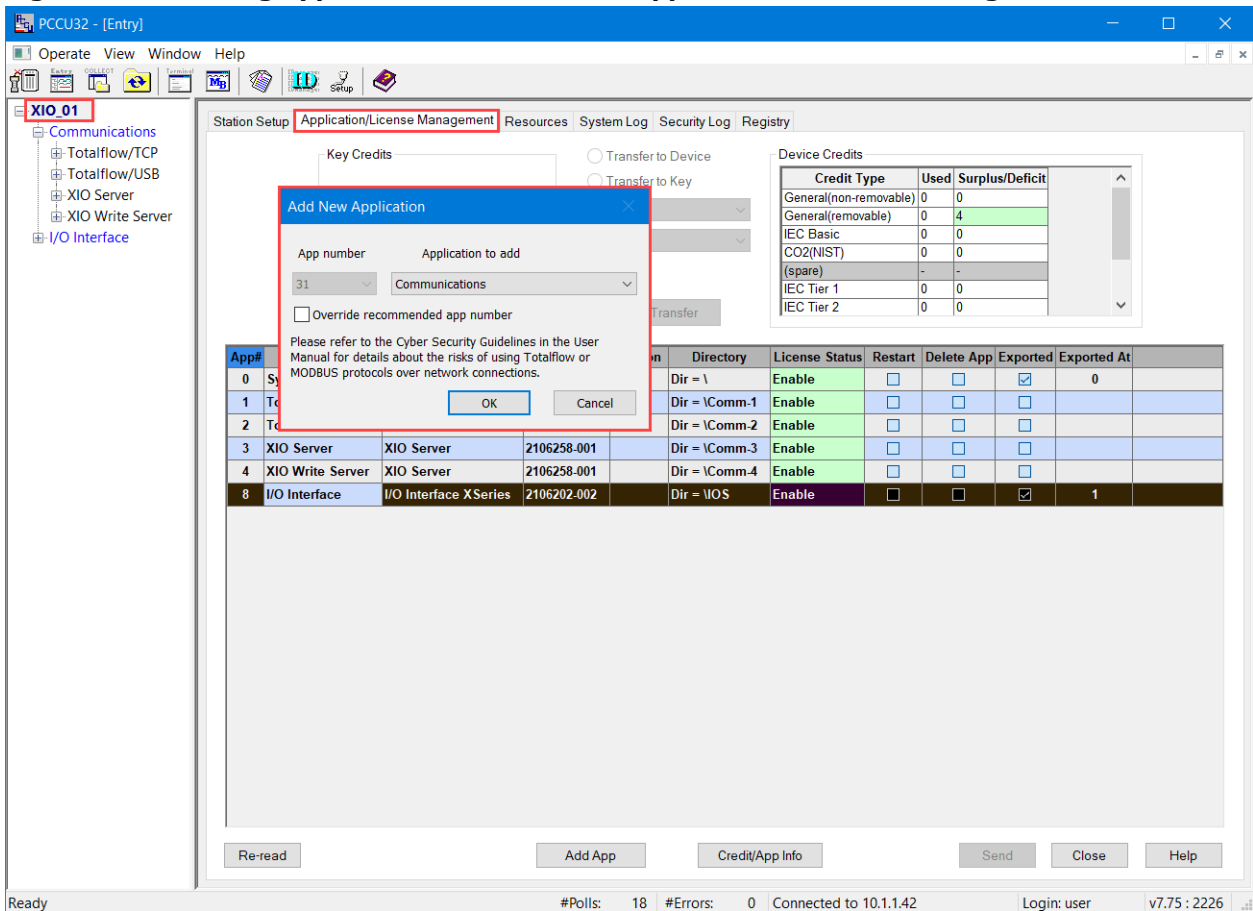 PCCU32 - [Entry]
Operate View Window Help
Entry COLLECT Terminal MB ID Setup
XIO_01
Communications
Totalflow/TCP
Totalflow/USB
XIO Server
XIO Write Server
I/O Interface
Station Setup Application/License Management Resources System Log Security Log Registry
Key Credits
Transfer to Device
Transfer to Key
Transfer
Device Credits
Credit Type Used Surplus/Deficit
General(non-removable) 0 0
General(removable) 0 4
IEC Basic 0 0
CO2(NIST) 0 0
(spare) - -
IEC Tier 1 0 0
IEC Tier 2 0 0
Add New Application
App number Application to add
31 Communications
Override recommended app number
Please refer to the Cyber Security Guidelines in the User
Manual for details about the risks of using Totalflow or
MODBUS protocols over network connections.
OK Cancel
App# Directory License Status Restart Delete App Exported Exported At
0 Dir = \ Enable 0
1 Dir = \Comm-1 Enable
2 Dir = \Comm-2 Enable
3 XIO Server XIO Server 2106258-001 Dir = \Comm-3 Enable
4 XIO Write Server XIO Server 2106258-001 Dir = \Comm-4 Enable
8 I/O Interface I/O Interface XSeries 2106202-002 Dir = \IOS Enable 1
Re-read Add App Credit/App Info Send Close Help
Ready #Polls: 18 #Errors: 0 Connected to 10.1.1.42 Login: user v7.75 : 2226